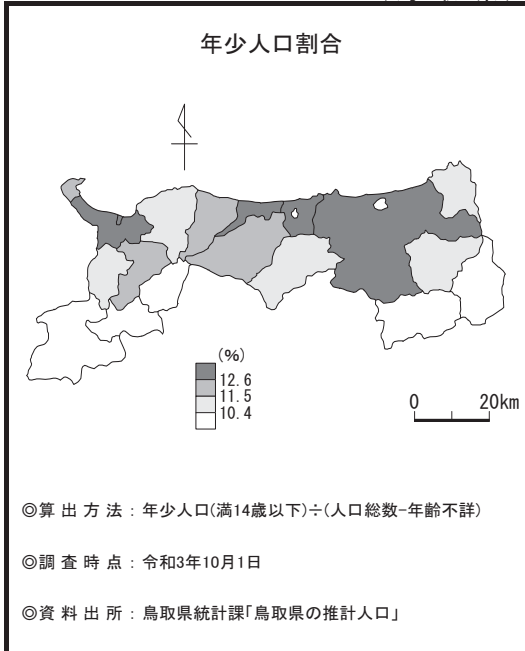 年少人口割合
(%)
12.6
11.5
10.4
0 20km
◎算出方法：年少人口(満14歳以下)÷(人口総数-年齢不詳)
◎調査時点：令和3年10月1日
◎資料出所：鳥取県統計課「鳥取県の推計人口」